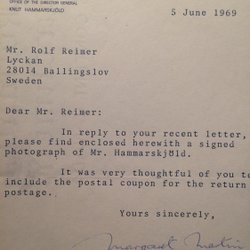 OFFICE OF THE DIRECTOR GENERAL
KNUT HAMMARSKJÖLD
5 June 1969
Mr. Rolf Reimer
Lyckan
28014 Ballingslov
Sweden
Dear Mr. Reimer:
In reply to your recent letter,
please find enclosed herewith a signed
photograph of Mr. Hammarskjöld.
It was very thoughtful of you to
include the postal coupon for the return
postage.
Yours sincerely,
Margaret Martin